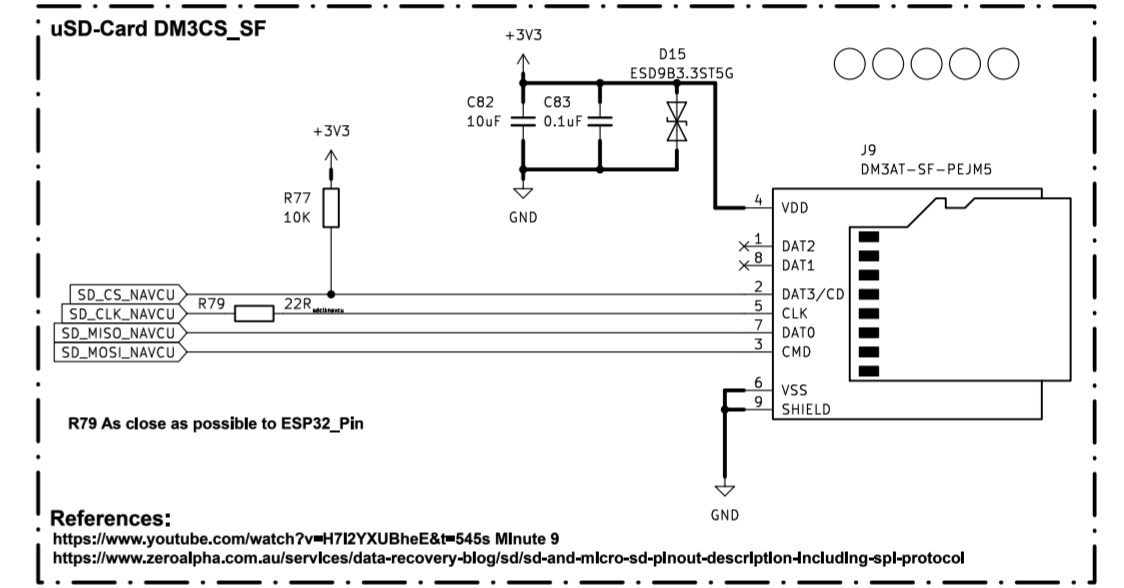 uSD-Card DM3CS_SF
+3V3
D15
ESD9B3.3ST5G
C82
10uF
C83
0.1uF
+3V3
J9
DM3AT-SF-PEJM5
R77
10K
GND
4 VDD
1 DAT2
8 DAT1
SD_CS_NAVCU
2 DAT3/CD
SD_CLK_NAVCU
R79
22R
sdclknavcu
5 CLK
SD_MISO_NAVCU
7 DAT0
SD_MOSI_NAVCU
3 CMD
6 VSS
9 SHIELD
R79 As close as possible to ESP32_Pin
GND
References:
https://www.youtube.com/watch?v=H7I2YXUBheE&t=545s Minute 9
https://www.zeroalpha.com.au/services/data-recovery-blog/sd/sd-and-micro-sd-pinout-description-including-spi-protocol